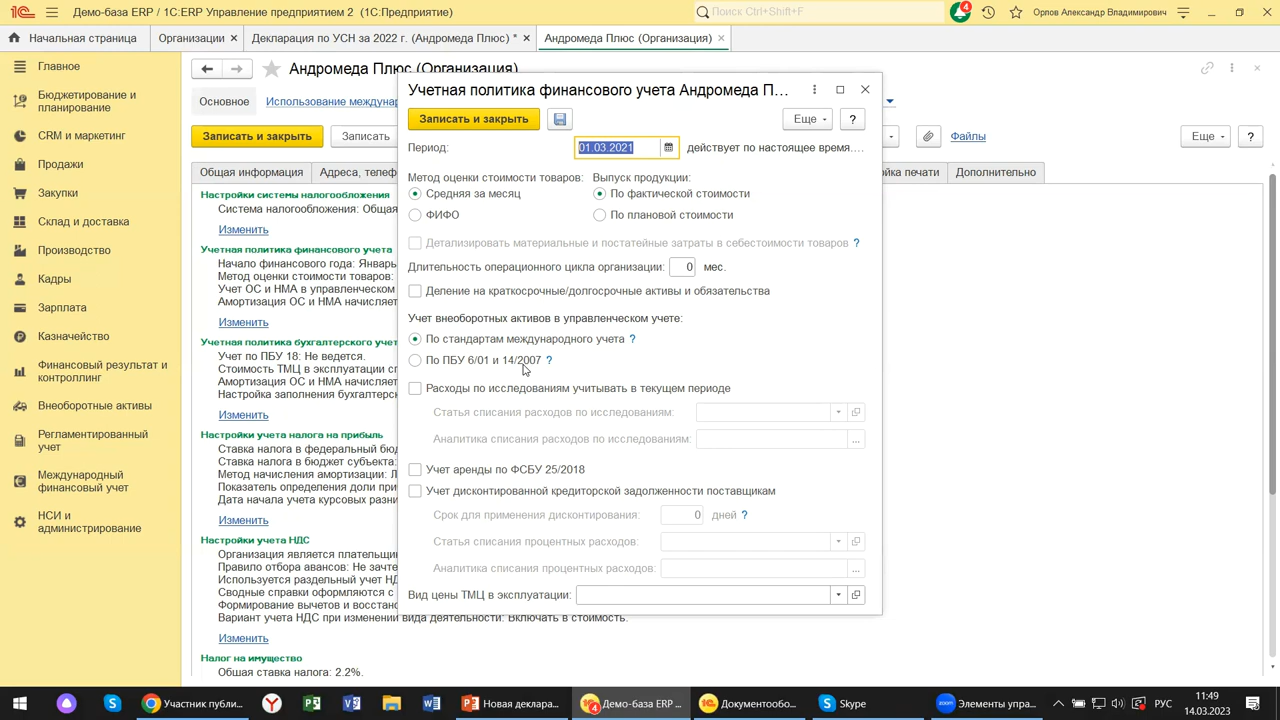 Демо-база ERP / 1С:ERP Управление предприятием 2 (1С:Предприятие)
Поиск Ctrl+Shift+F
4
Орлов Александр Владимирович
Начальная страница
Организации
Декларация по УСН за 2022 г. (Андромеда Плюс) *
Андромеда Плюс (Организация)
Главное
Бюджетирование и
планирование
CRM и маркетинг
Продажи
Закупки
Склад и доставка
Производство
Кадры
Зарплата
Казначейство
Финансовый результат и
контроллинг
Внеоборотные активы
Регламентированный
учет
Международный
финансовый учет
НСИ и
администрирование
Андромеда Плюс (Организация)
Основное
Использование междунар
Записать и закрыть
Записать
Файлы
Еще
?
Общая информация
Адреса, телеф
йка печати
Дополнительно
Настройки системы налогообложения
Система налогообложения: Общая
Изменить
Учетная политика финансового учета
Начало финансового года: Январь
Метод оценки стоимости товаров:
Учет ОС и НМА в управленческом
Амортизация ОС и НМА начисляет
Изменить
Учетная политика бухгалтерского уче
Учет по ПБУ 18: Не ведется.
Стоимость ТМЦ в эксплуатации сп
Амортизация ОС и НМА начисляет
Настройка заполнения бухгалтерс
Изменить
Настройки учета налога на прибыль
Ставка налога в федеральный бюд
Ставка налога в бюджет субъекта:
Метод начисления амортизации: Л
Показатель определения доли при
Дата начала учета курсовых разни
Изменить
Настройки учета НДС
Организация является плательщик
Правило отбора авансов: Не зачте
Используется раздельный учет НД
Сводные справки оформляются с
Формирование вычетов и восстано
Вариант учета НДС при изменении вида деятельности: Включать в стоимость.
Изменить
Налог на имущество
Общая ставка налога: 2.2%.
Учетная политика финансового учета Андромеда П...
Записать и закрыть
Еще
?
Период:
01.03.2021
действует по настоящее время....
Метод оценки стоимости товаров:
Выпуск продукции:
Средняя за месяц
По фактической стоимости
ФИФО
По плановой стоимости
Детализировать материальные и постатейные затраты в себестоимости товаров ?
Длительность операционного цикла организации: 0 мес.
Деление на краткосрочные/долгосрочные активы и обязательства
Учет внеоборотных активов в управленческом учете:
По стандартам международного учета ?
По ПБУ 6/01 и 14/2007 ?
Расходы по исследованиям учитывать в текущем периоде
Статья списания расходов по исследованиям:
Аналитика списания расходов по исследованиям:
...
Учет аренды по ФСБУ 25/2018
Учет дисконтированной кредиторской задолженности поставщикам
Срок для применения дисконтирования: 0 дней ?
Статья списания процентных расходов:
Аналитика списания процентных расходов:
...
Вид цены ТМЦ в эксплуатации:
Участник публи...
Новая деклара...
4
Демо-база ERP ...
Документообо...
Skype
Элементы упра...
РУС
11:49
14.03.2023